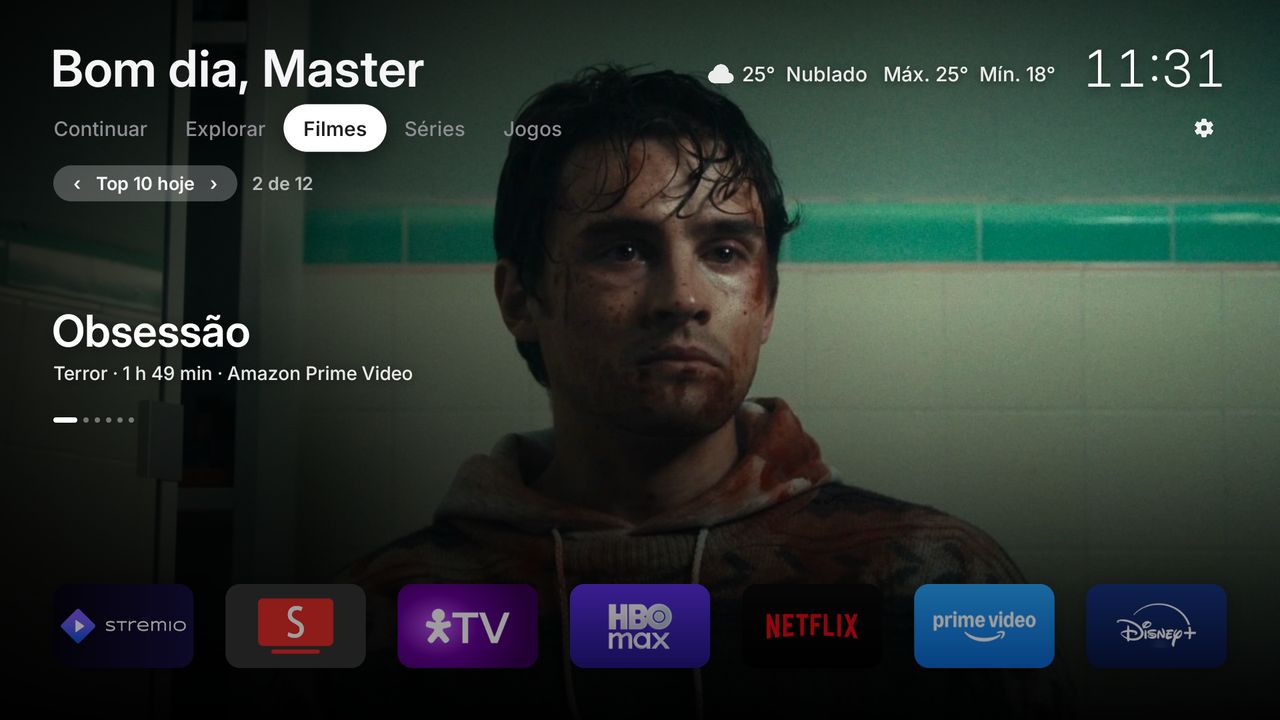 Bom dia, Master
25° Nublado Máx. 25° Mín. 18° 11:31
Continuar Explorar Filmes Séries Jogos
‹ Top 10 hoje › 2 de 12
Obsessão
Terror · 1 h 49 min · Amazon Prime Video
STREMIO S TV HBO max NETFLIX prime video Disney+